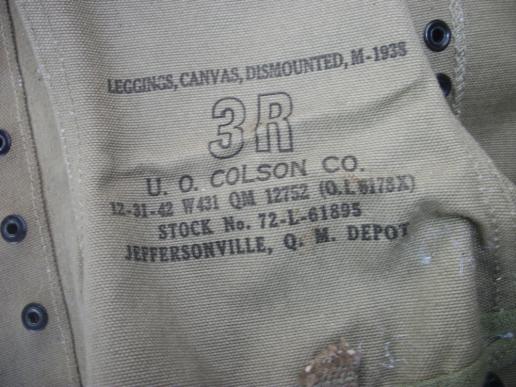 LEGGINGS, CANVAS, DISMOUNTED, M-1938
3R
U. O. COLSON CO.
12-31-42 W431 QM 12752 (O.I. 6178X)
STOCK No. 72-L-61895
JEFFERSONVILLE, Q. M. DEPOT